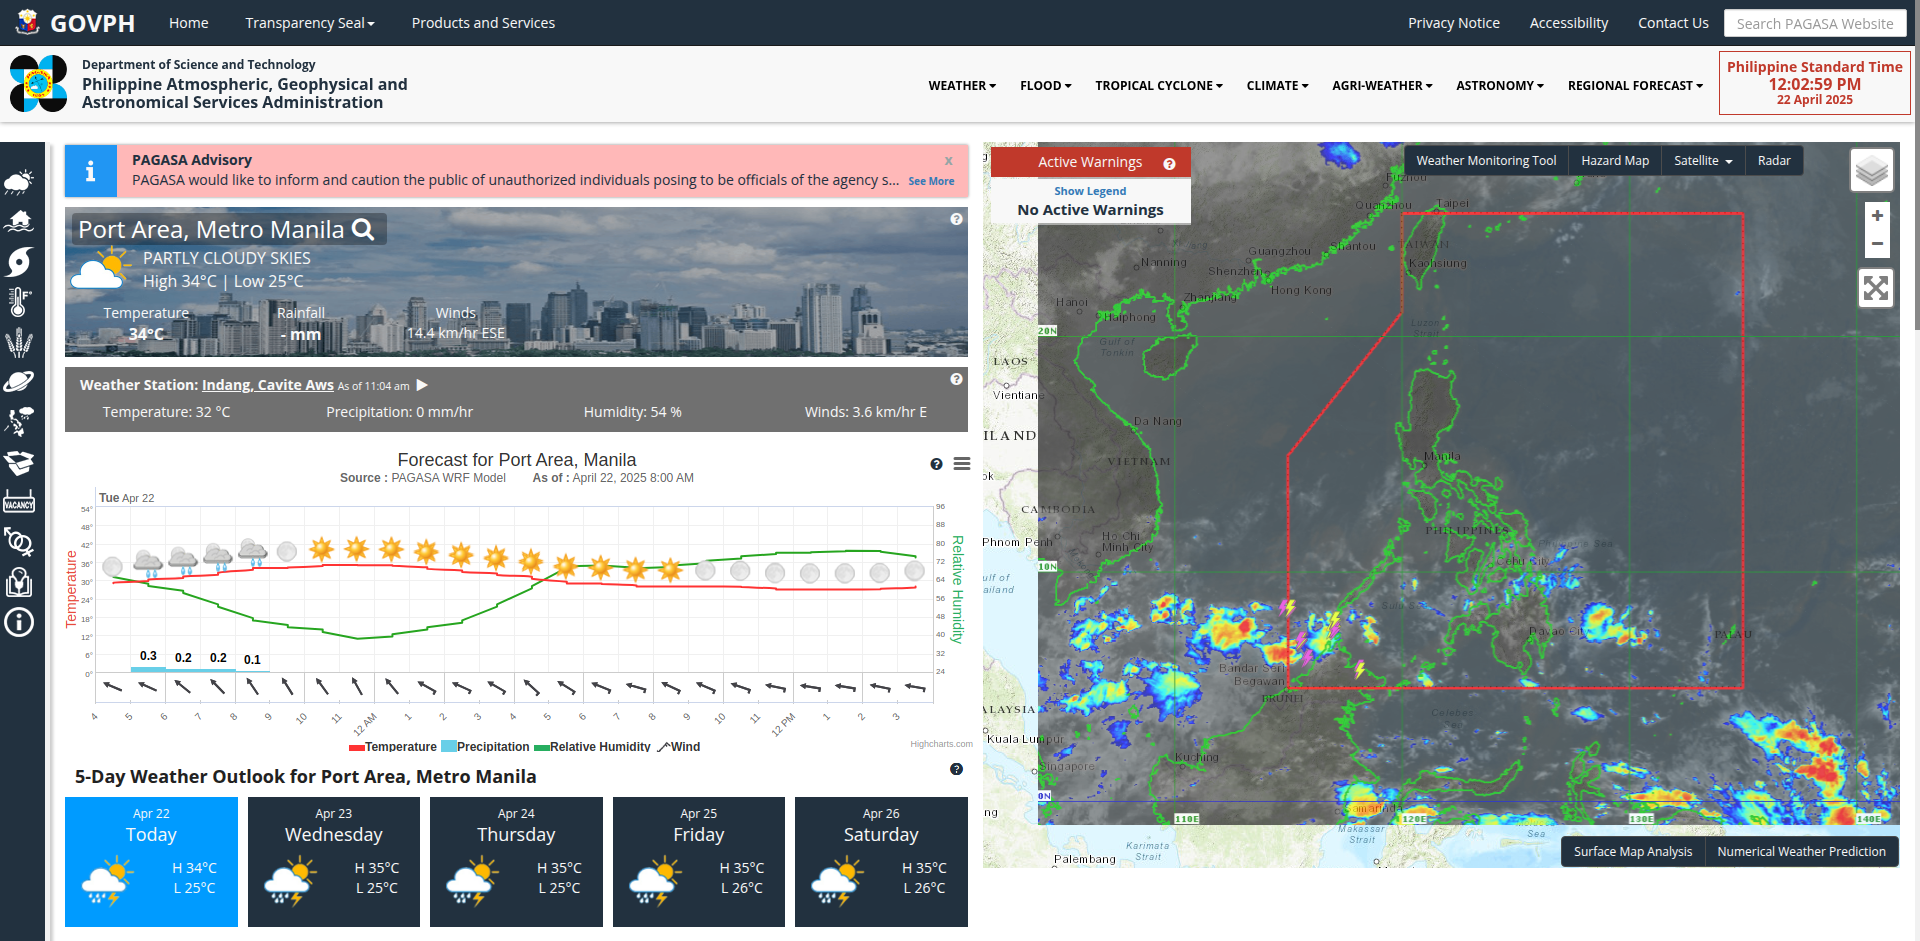 GOVPH
Home
Transparency Seal
Products and Services
Privacy Notice
Accessibility
Contact Us
Search PAGASA Website
Department of Science and Technology
Philippine Atmospheric, Geophysical and
Astronomical Services Administration
WEATHER
FLOOD
TROPICAL CYCLONE
CLIMATE
AGRI-WEATHER
ASTRONOMY
REGIONAL FORECAST
Philippine Standard Time
12:02:59 PM
22 April 2025
VACANCY
PAGASA Advisory
x
PAGASA would like to inform and caution the public of unauthorized individuals posing to be officials of the agency s... See More
Port Area, Metro Manila
PARTLY CLOUDY SKIES
High 34°C | Low 25°C
Temperature
Rainfall
Winds
34°C
- mm
14.4 km/hr ESE
Weather Station: Indang, Cavite Aws As of 11:04 am
Temperature: 32 °C
Precipitation: 0 mm/hr
Humidity: 54 %
Winds: 3.6 km/hr E
Forecast for Port Area, Manila
Source : PAGASA WRF Model As of : April 22, 2025 8:00 AM
Tue Apr 22
54°
48°
42°
36°
30°
24°
18°
12°
6°
0°
Temperature
96
88
80
72
64
56
48
40
32
24
Relative Humidity
0.3
0.2
0.2
0.1
4
5
6
7
8
9
10
11
12 AM
1
2
3
4
5
6
7
8
9
10
11
12 PM
1
2
3
Temperature
Precipitation
Relative Humidity
Wind
Highcharts.com
5-Day Weather Outlook for Port Area, Metro Manila
Apr 22
Today
H 34°C
L 25°C
Apr 23
Wednesday
H 35°C
L 25°C
Apr 24
Thursday
H 35°C
L 25°C
Apr 25
Friday
H 35°C
L 26°C
Apr 26
Saturday
H 35°C
L 26°C
Active Warnings
Show Legend
No Active Warnings
Weather Monitoring Tool
Hazard Map
Satellite
Radar
+
−
Fuzhou
Quanzhou
Taipei
TAIWAN
Shantou
Guangzhou
Nanning
Shenzhen
Kaohsiung
Hong Kong
Zhanjiang
Hanoi
Haiphong
20N
Luzon
Strait
Gulf of
Tonkin
LAOS
Vientiane
Da Nang
ILAND
VIETNAM
Manila
ok
CAMBODIA
PHILIPPINES
Phnom Penh
Ho Chi
Minh City
Cebu City
10N
ulf of
ailand
Sulu
Davao City
PALAU
Bandar Seri
Begawan
BRUNEI
ALAYSIA
Celebes
Kuala Lumpur
Kuching
Singapore
0N
ng
Samarinda
110E
120E
130E
140E
Makassar
Strait
Sea
Karimata
Strait
Palembang
Surface Map Analysis
Numerical Weather Prediction